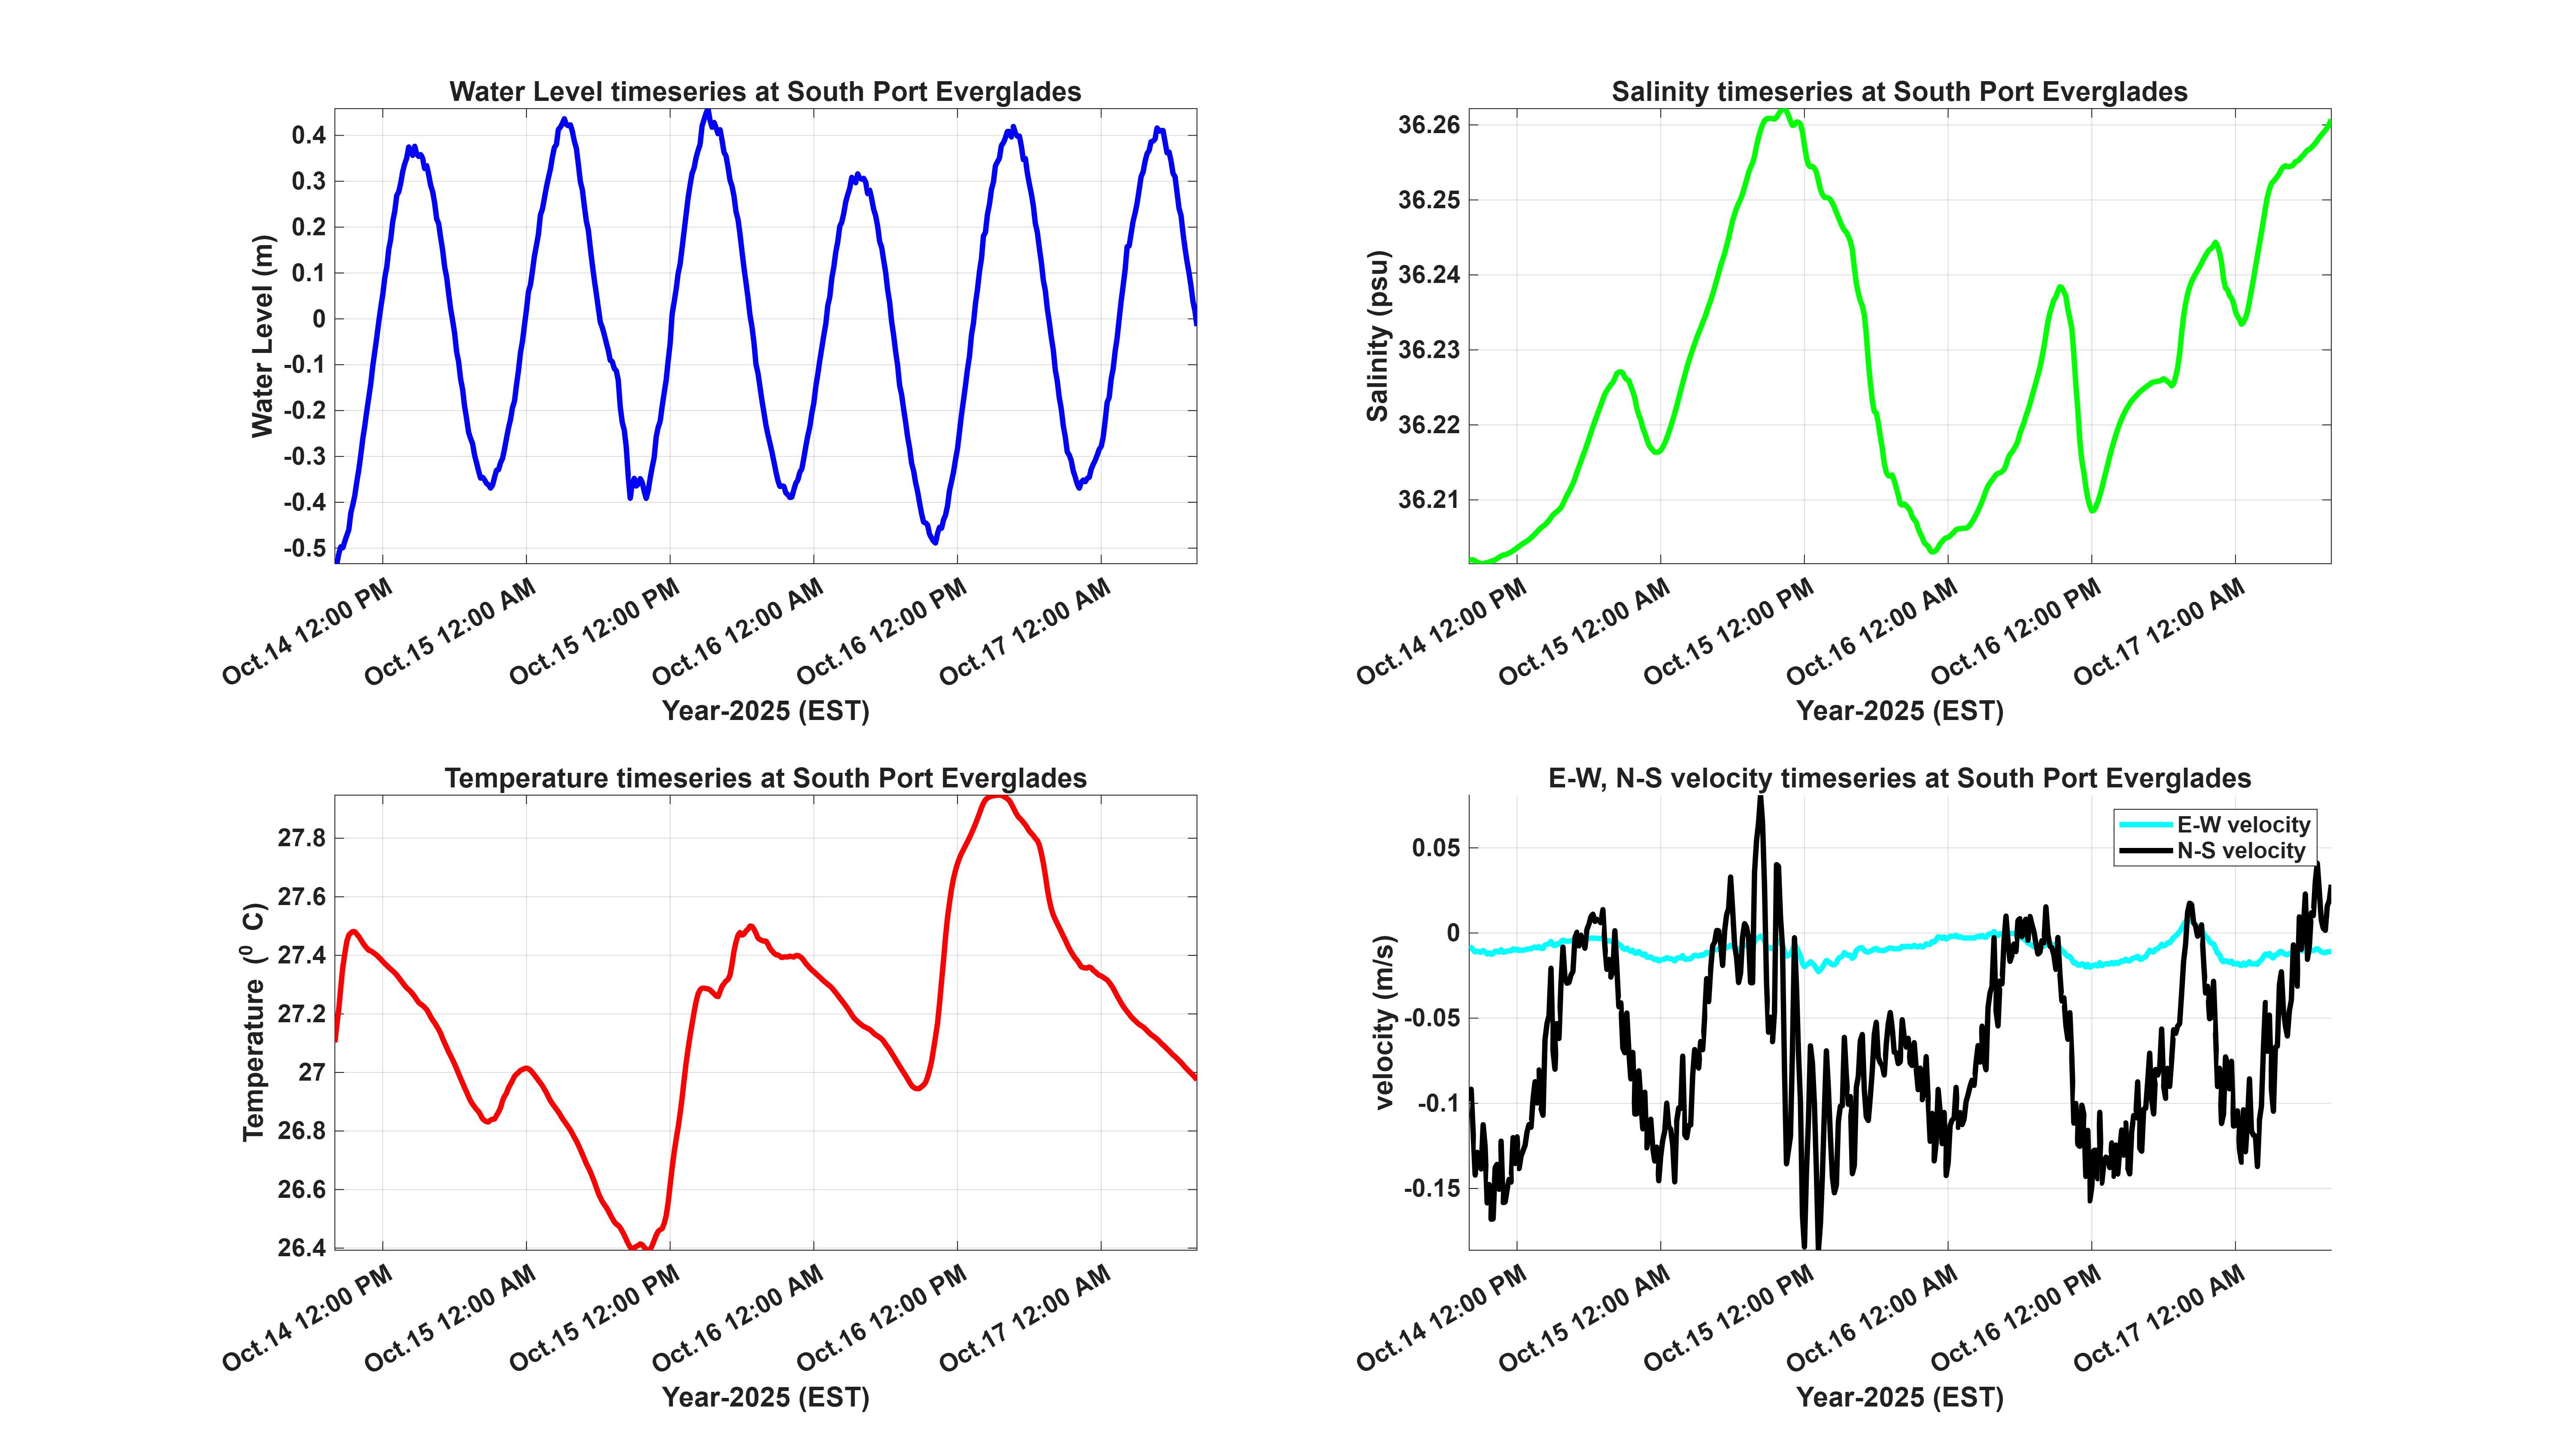 Water Level timeseries at South Port Everglades
Water Level (m)
0.4
0.3
0.2
0.1
0
-0.1
-0.2
-0.3
-0.4
-0.5
Oct.14 12:00 PM
Oct.15 12:00 AM
Oct.15 12:00 PM
Oct.16 12:00 AM
Oct.16 12:00 PM
Oct.17 12:00 AM
Year-2025 (EST)
Salinity timeseries at South Port Everglades
Salinity (psu)
36.26
36.25
36.24
36.23
36.22
36.21
Oct.14 12:00 PM
Oct.15 12:00 AM
Oct.15 12:00 PM
Oct.16 12:00 AM
Oct.16 12:00 PM
Oct.17 12:00 AM
Year-2025 (EST)
Temperature timeseries at South Port Everglades
Temperature (⁰ C)
27.8
27.6
27.4
27.2
27
26.8
26.6
26.4
Oct.14 12:00 PM
Oct.15 12:00 AM
Oct.15 12:00 PM
Oct.16 12:00 AM
Oct.16 12:00 PM
Oct.17 12:00 AM
Year-2025 (EST)
E-W, N-S velocity timeseries at South Port Everglades
velocity (m/s)
0.05
0
-0.05
-0.1
-0.15
E-W velocity
N-S velocity
Oct.14 12:00 PM
Oct.15 12:00 AM
Oct.15 12:00 PM
Oct.16 12:00 AM
Oct.16 12:00 PM
Oct.17 12:00 AM
Year-2025 (EST)